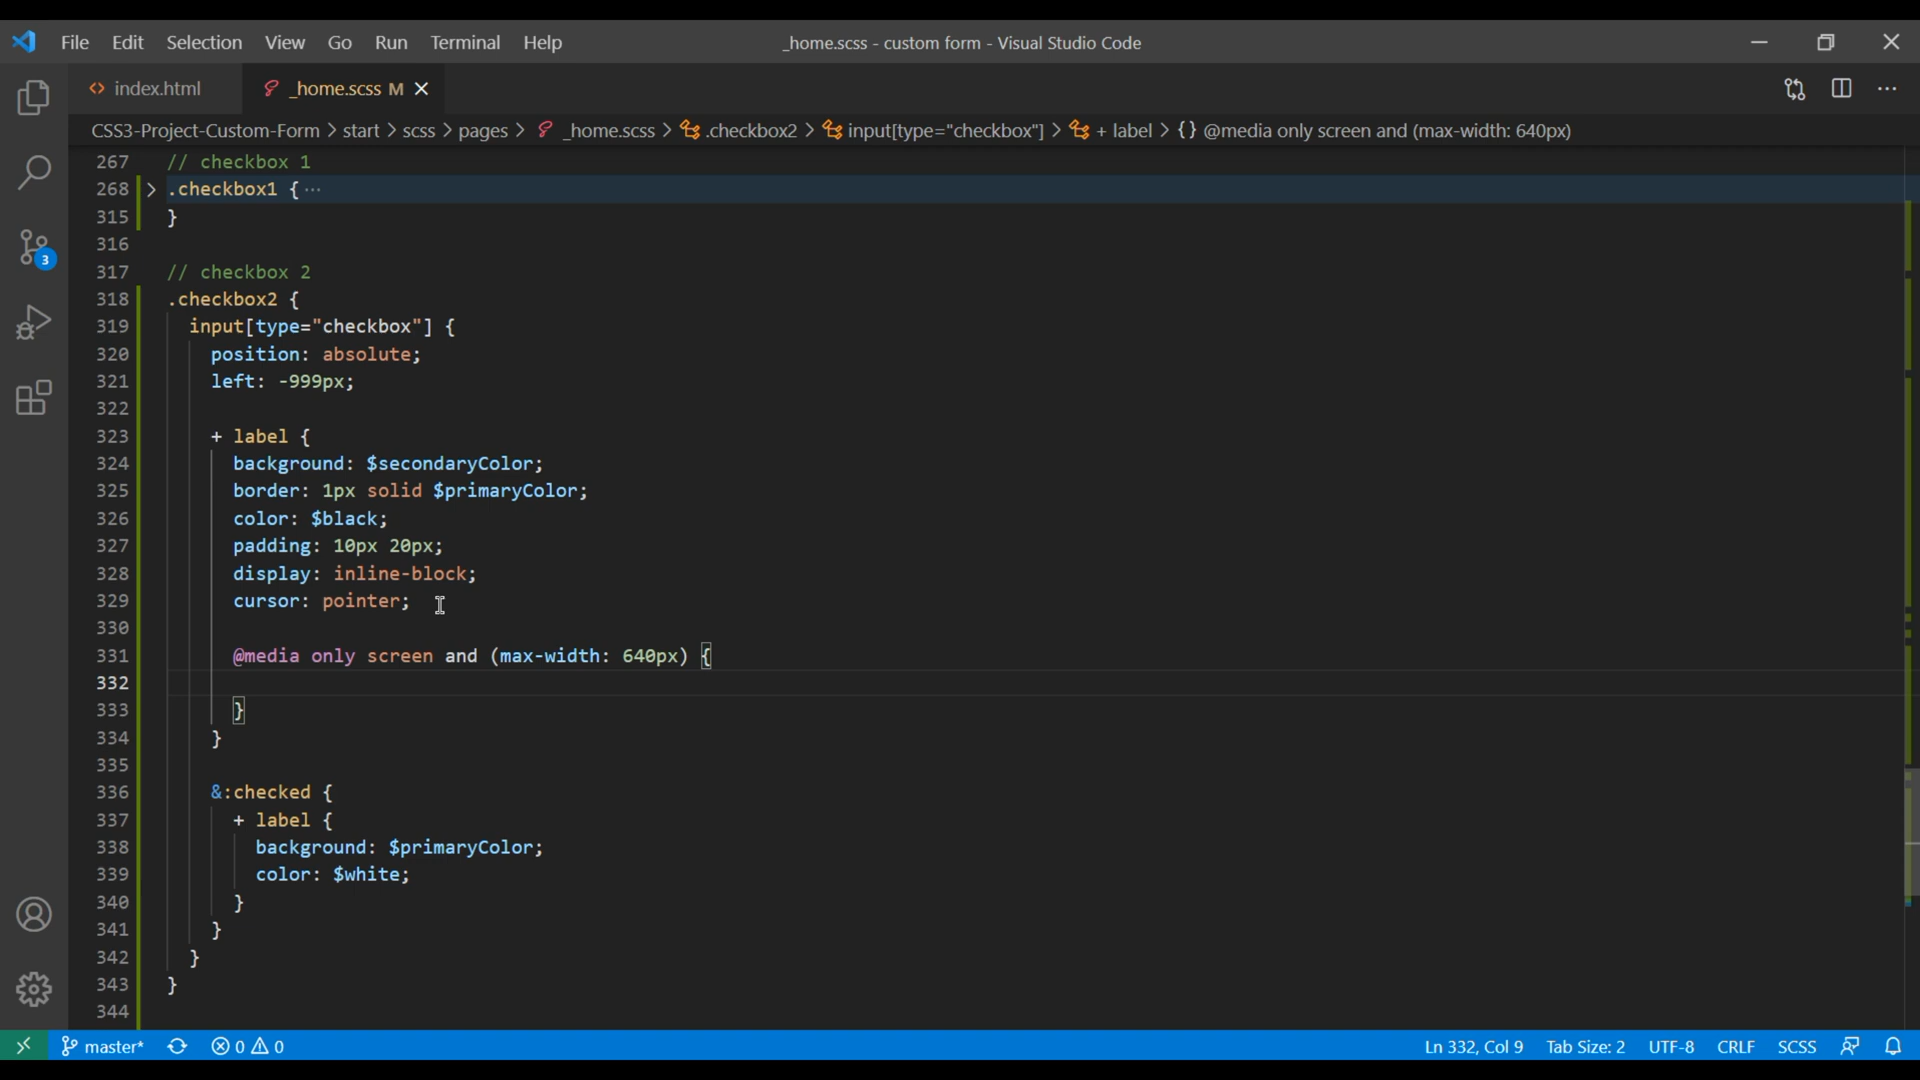 File Edit Selection View Go Run Terminal Help _home.scss - custom form - Visual Studio Code
index.html _home.scss M
CSS3-Project-Custom-Form > start > scss > pages > _home.scss > .checkbox2 > input[type="checkbox"] > + label > {} @media only screen and (max-width: 640px)
267 // checkbox 1
268 .checkbox1 { ···
315 }
316
317 // checkbox 2
318 .checkbox2 {
319 input[type="checkbox"] {
320 position: absolute;
321 left: -999px;
322
323 + label {
324 background: $secondaryColor;
325 border: 1px solid $primaryColor;
326 color: $black;
327 padding: 10px 20px;
328 display: inline-block;
329 cursor: pointer;
330
331 @media only screen and (max-width: 640px) {
332
333 }
334 }
335
336 &:checked {
337 + label {
338 background: $primaryColor;
339 color: $white;
340 }
341 }
342 }
343 }
344
3
master* 0 0 Ln 332, Col 9 Tab Size: 2 UTF-8 CRLF SCSS